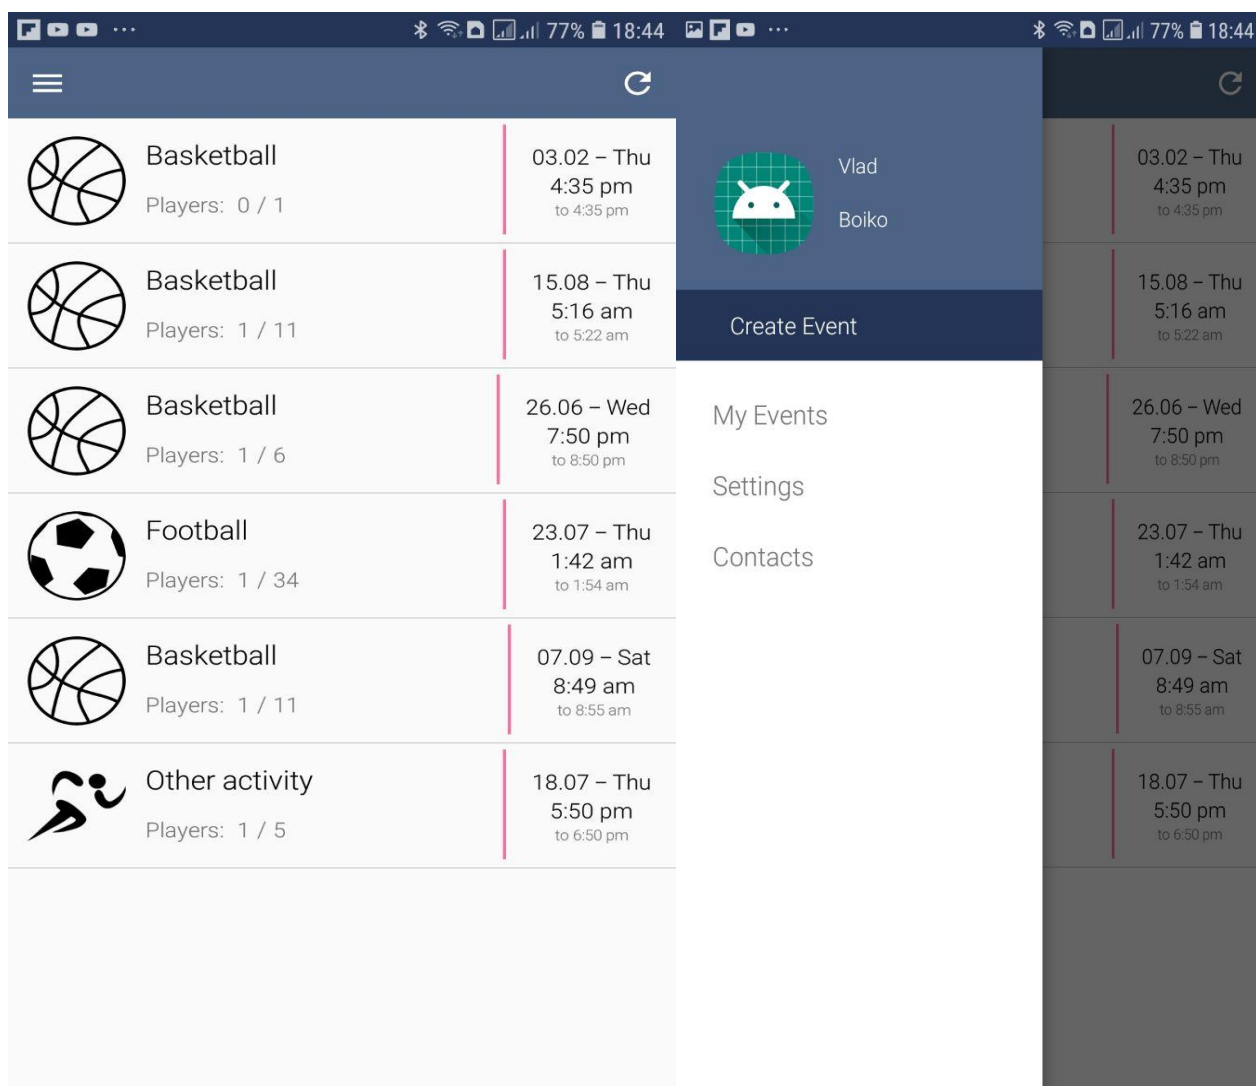 77% 18:44
Basketball
Players: 0 / 1
03.02 – Thu
4:35 pm
to 4:35 pm
Basketball
Players: 1 / 11
15.08 – Thu
5:16 am
to 5:22 am
Basketball
Players: 1 / 6
26.06 – Wed
7:50 pm
to 8:50 pm
Football
Players: 1 / 34
23.07 – Thu
1:42 am
to 1:54 am
Basketball
Players: 1 / 11
07.09 – Sat
8:49 am
to 8:55 am
Other activity
Players: 1 / 5
18.07 – Thu
5:50 pm
to 6:50 pm
77% 18:44
Vlad
Boiko
Create Event
My Events
Settings
Contacts
03.02 – Thu
4:35 pm
to 4:35 pm
15.08 – Thu
5:16 am
to 5:22 am
26.06 – Wed
7:50 pm
to 8:50 pm
23.07 – Thu
1:42 am
to 1:54 am
07.09 – Sat
8:49 am
to 8:55 am
18.07 – Thu
5:50 pm
to 6:50 pm